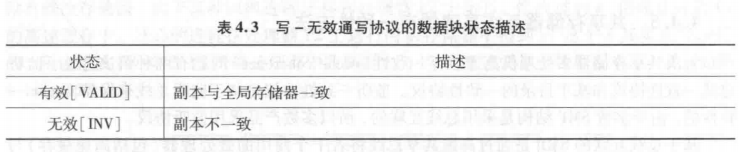 表 4.3 写-无效通写协议的数据块状态描述
状态 描述
有效[VALID] 副本与全局存储器一致
无效[INV] 副本不一致